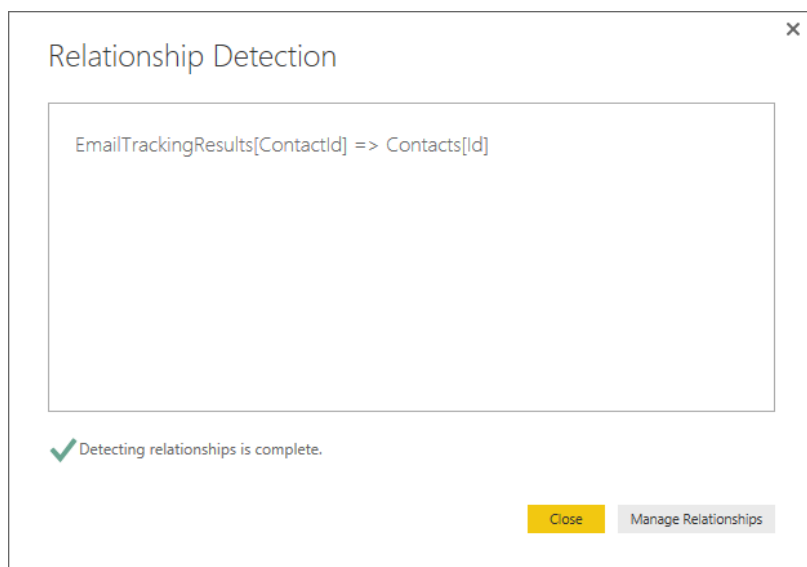 Relationship Detection
EmailTrackingResults[ContactId] => Contacts[Id]
Detecting relationships is complete.
Close
Manage Relationships